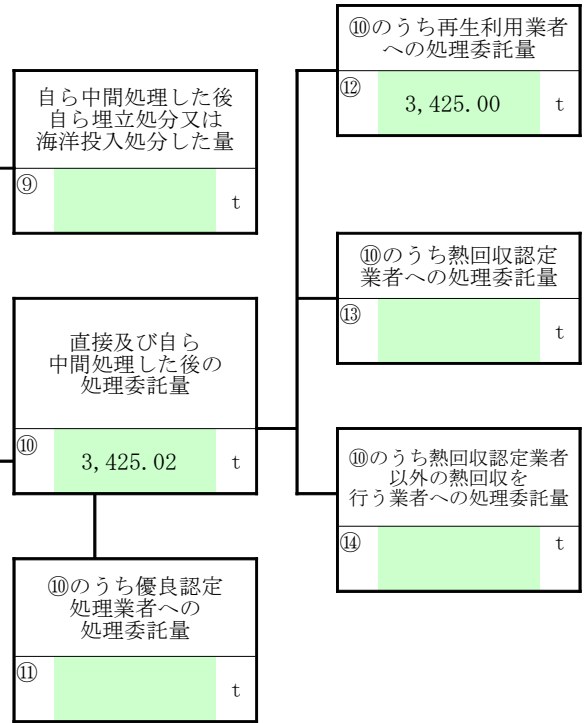 ⑩のうち再生利用業者
への処理委託量
⑫ 3,425.00 t
自ら中間処理した後
自ら埋立処分又は
海洋投入処分した量
⑨ t
⑩のうち熱回収認定
業者への処理委託量
⑬ t
直接及び自ら
中間処理した後の
処理委託量
⑩ 3,425.02 t
⑩のうち熱回収認定業者
以外の熱回収を
行う業者への処理委託量
⑭ t
⑩のうち優良認定
処理業者への
処理委託量
⑪ t